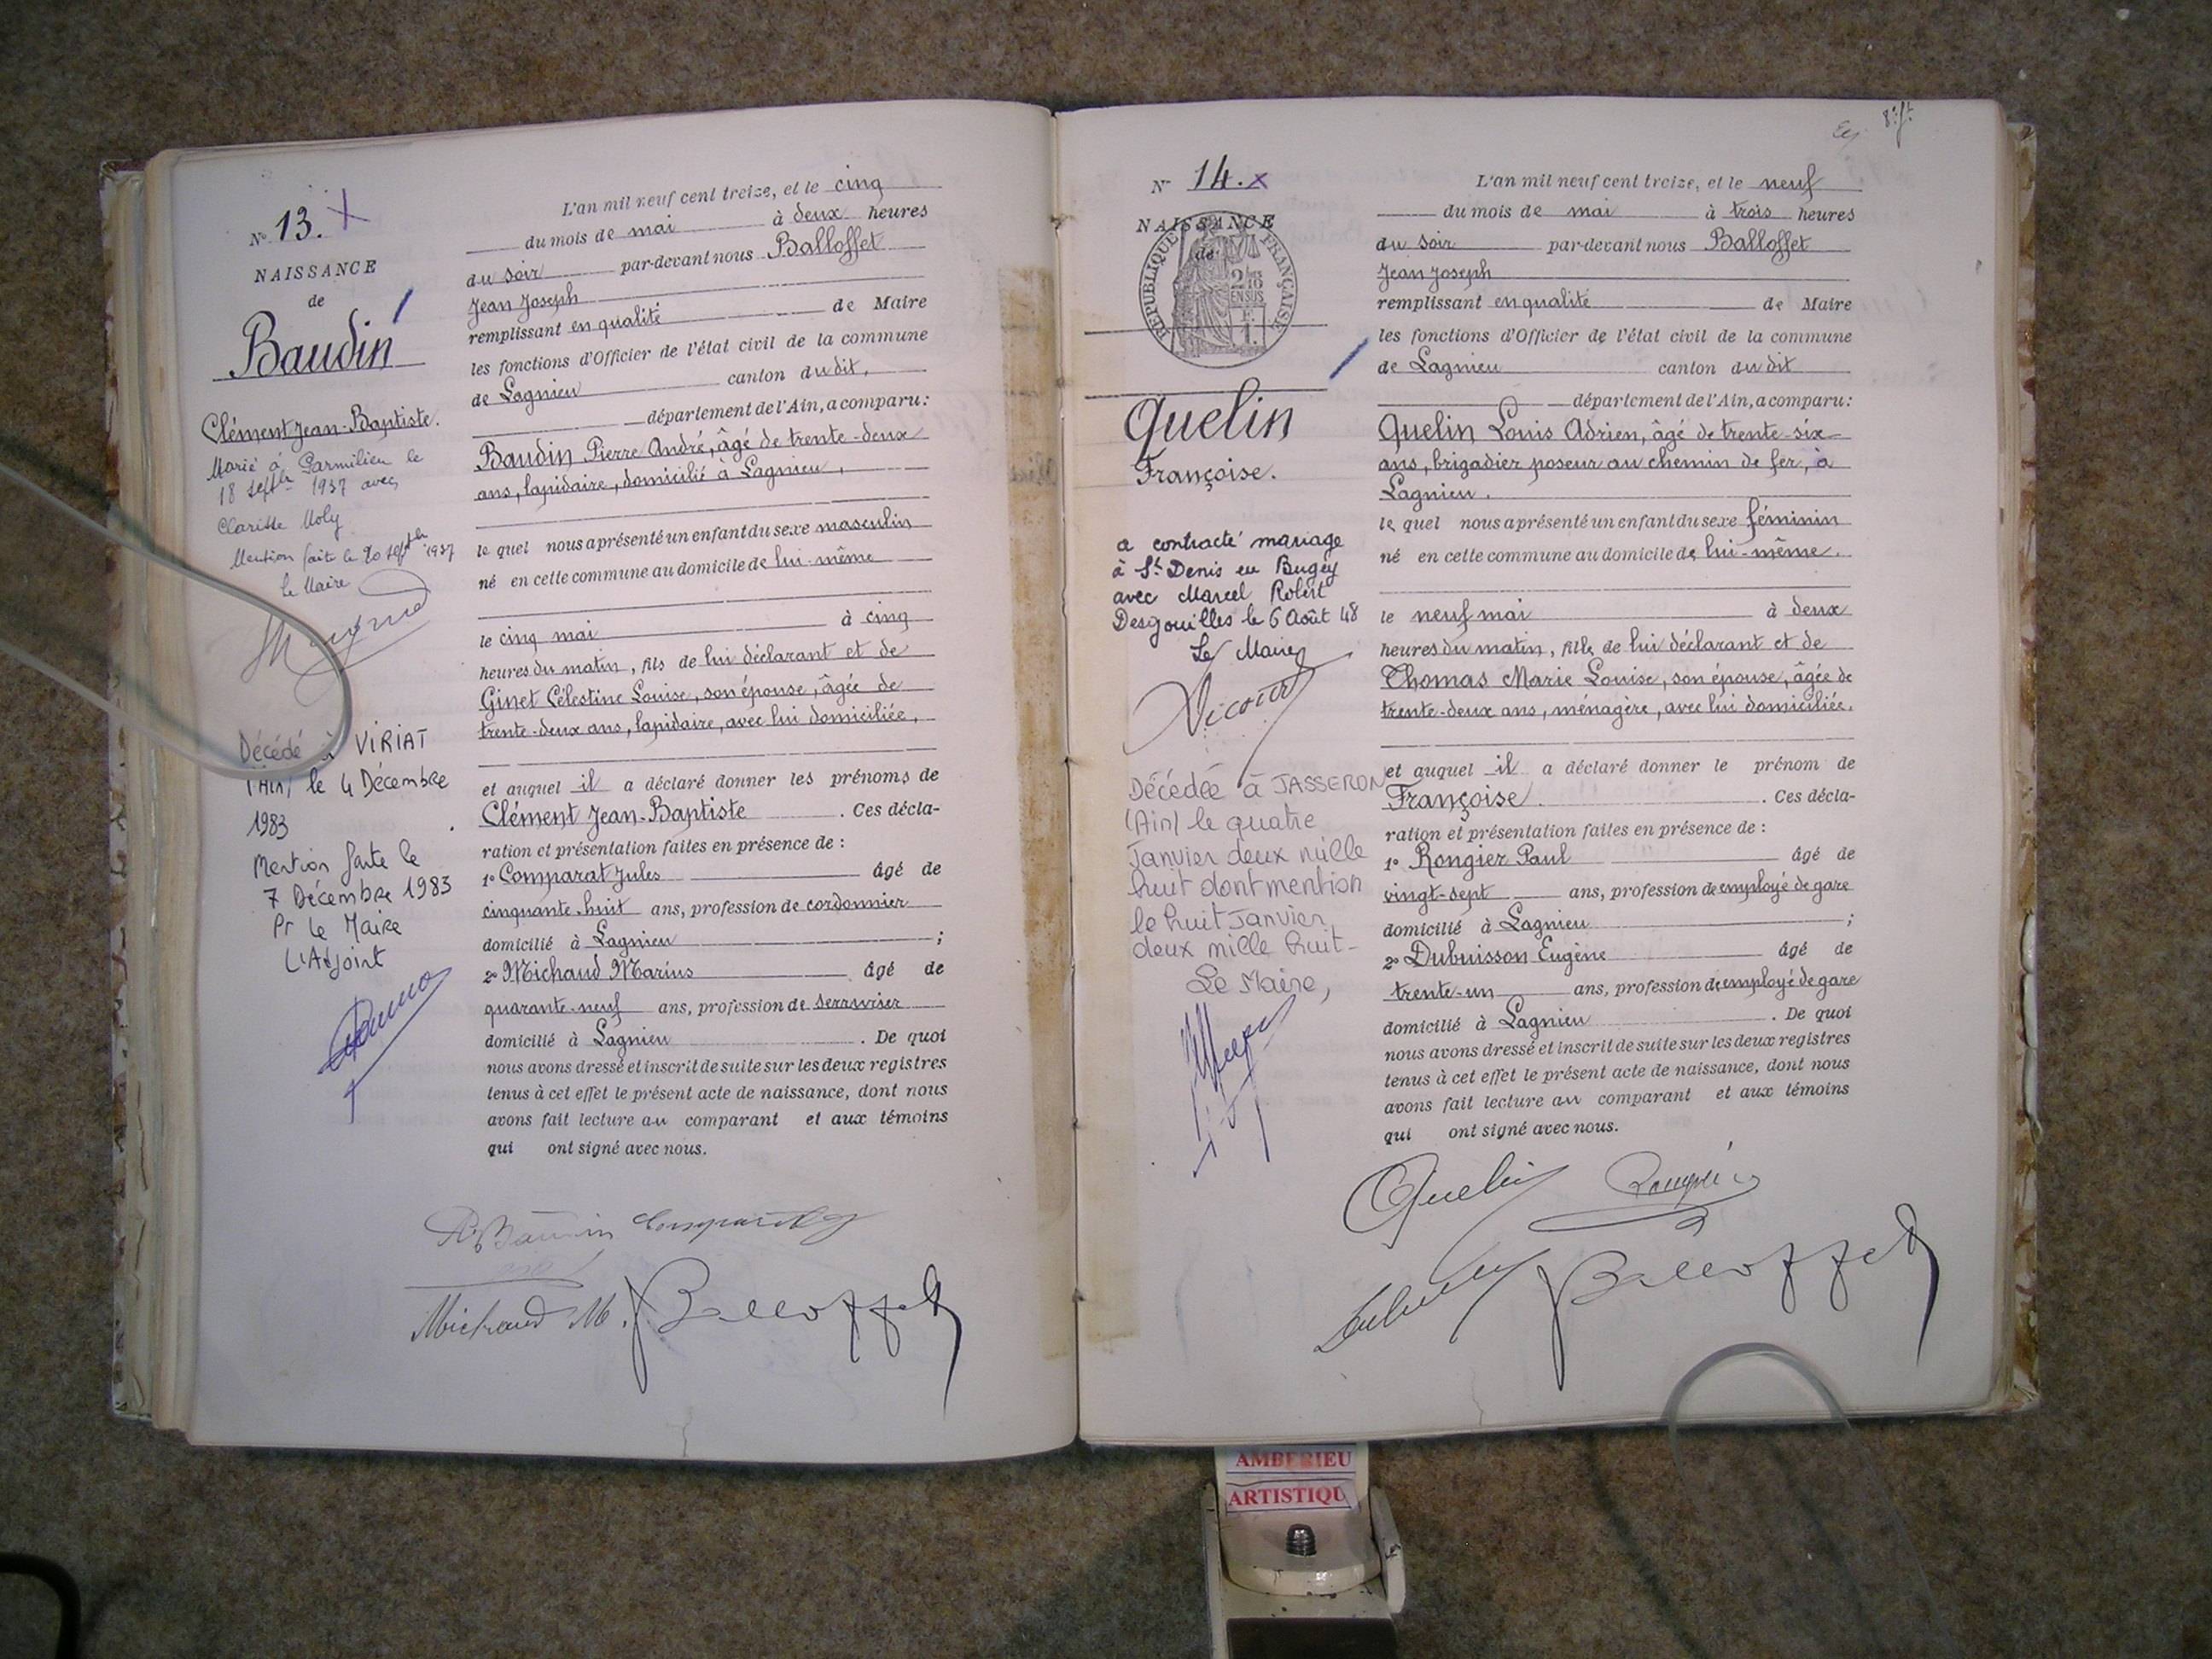 N° 13. X
NAISSANCE
de
Baudin
Clément Jean-Baptiste.
Marié à Parmilieu le
18 septbre 1937 avec
Clarisse Moly
Mention faite le 20 septbre 1937
Le Maire
Décédé à VIRIAT
(Ain) le 4 Décembre
1983
Mention faite le
7 Décembre 1983
Pr le Maire
L'Adjoint
L'an mil neuf cent treize, et le cinq
du mois de mai à deux heures
du soir par-devant nous Balloffet
Jean Joseph
remplissant en qualité de Maire
les fonctions d'Officier de l'état civil de la commune
de Lagnieu canton du dit,
département de l'Ain, a comparu:
Baudin Pierre André, âgé de trente-deux
ans, lapidaire, domicilié à Lagnieu,
le quel nous a présenté un enfant du sexe masculin
né en cette commune au domicile de lui-même
le cinq mai à cinq
heures du matin, fils de lui déclarant et de
Ginet Célestine Louise, son épouse, âgée de
trente-deux ans, lapidaire, avec lui domiciliée,
et auquel il a déclaré donner les prénoms de
Clément Jean-Baptiste . Ces décla-
ration et présentation faites en présence de :
1° Comparat Jules âgé de
cinquante-huit ans, profession de cordonnier
domicilié à Lagnieu ;
2° Michaud Marius âgé de
quarante-neuf ans, profession de serrurier
domicilié à Lagnieu . De quoi
nous avons dressé et inscrit de suite sur les deux registres
tenus à cet effet le présent acte de naissance, dont nous
avons fait lecture au comparant et aux témoins
qui ont signé avec nous.
P. Baudin Comparat
Michaud M. Balloffet
8e ft
N° 14. X
NAISSANCE
de
RÉPUBLIQUE FRANÇAISE
2/10
EN SUS
Quelin
Françoise.
a contracté mariage
à St Denis en Bugey
avec Marcel Robert
Desgouilles le 6 Août 48
Le Maire
Décédée à JASSERON
(Ain) le quatre
Janvier deux mille
huit dont mention
le huit Janvier
deux mille huit-
Le Maire,
L'an mil neuf cent treize, et le neuf
du mois de mai à trois heures
du soir par-devant nous Balloffet
Jean Joseph
remplissant en qualité de Maire
les fonctions d'Officier de l'état civil de la commune
de Lagnieu canton du dit
département de l'Ain, a comparu:
Quelin Louis Adrien, âgé de trente-six
ans, brigadier poseur au chemin de fer, à
Lagnieu.
le quel nous a présenté un enfant du sexe féminin
né en cette commune au domicile de lui-même.
le neuf mai à deux
heures du matin, fille de lui déclarant et de
Thomas Marie Louise, son épouse, âgée de
trente-deux ans, ménagère, avec lui domiciliée.
et auquel il a déclaré donner le prénom de
Françoise. . Ces décla-
ration et présentation faites en présence de :
1° Rongier Paul âgé de
vingt-sept ans, profession de employé de gare
domicilié à Lagnieu ;
2° Dubuisson Eugène âgé de
trente-un ans, profession de employé de gare
domicilié à Lagnieu . De quoi
nous avons dressé et inscrit de suite sur les deux registres
tenus à cet effet le présent acte de naissance, dont nous
avons fait lecture au comparant et aux témoins
qui ont signé avec nous.
Quelin Rongier
Balloffet
AMBERIEU
ARTISTIQU